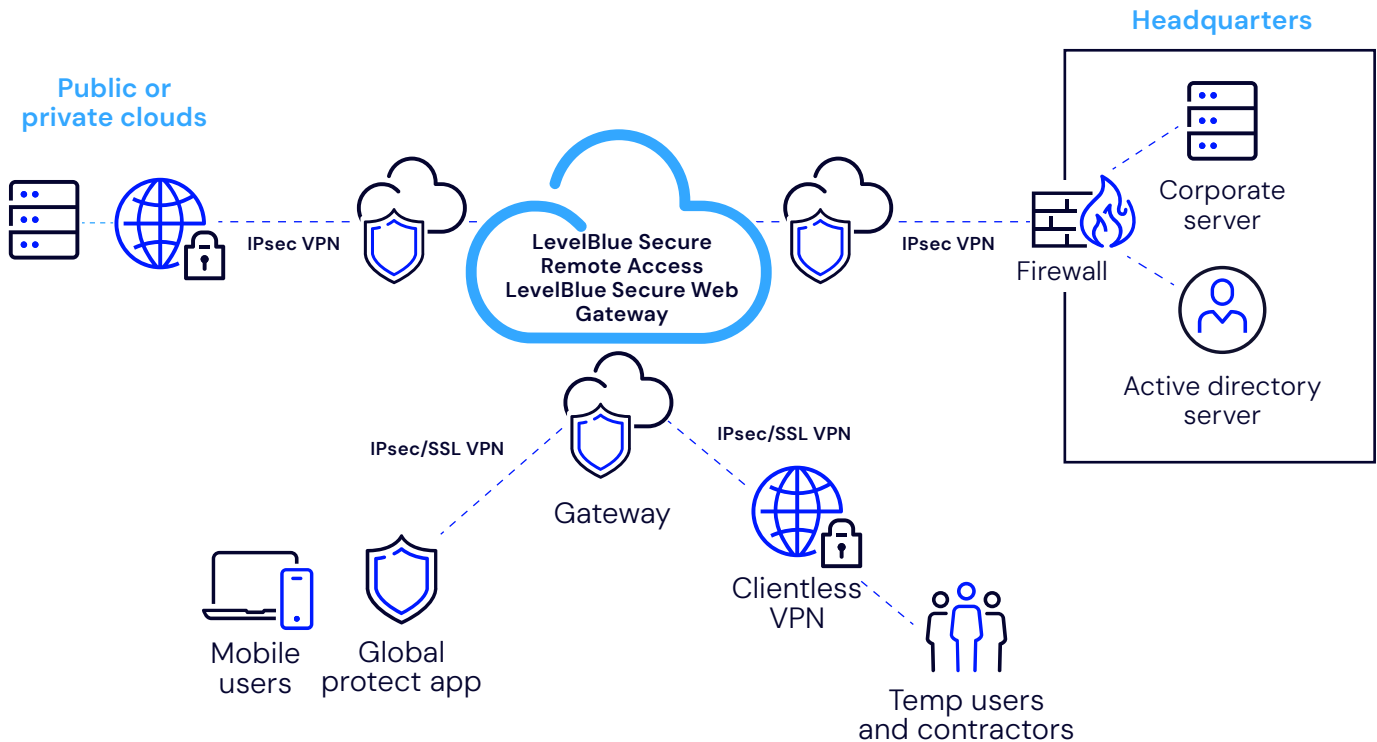 Headquarters
Public or
private clouds
Corporate
server
IPsec VPN
LevelBlue Secure
Remote Access
LevelBlue Secure Web
Gateway
IPsec VPN
Firewall
Active directory
server
IPsec/SSL VPN
IPsec/SSL VPN
Gateway
Clientless
VPN
Mobile
users
Global
protect app
Temp users
and contractors